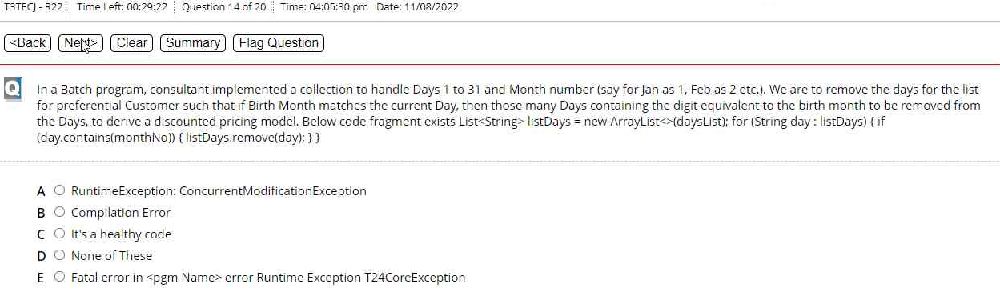 T3TECJ - R22 Time Left: 00:29:22 Question 14 of 20 Time: 04:05:30 pm Date: 11/08/2022
<Back Next> Clear Summary Flag Question
Q In a Batch program, consultant implemented a collection to handle Days 1 to 31 and Month number (say for Jan as 1, Feb as 2 etc.). We are to remove the days for the list
for preferential Customer such that if Birth Month matches the current Day, then those many Days containing the digit equivalent to the birth month to be removed from
the Days, to derive a discounted pricing model. Below code fragment exists List<String> listDays = new ArrayList<>(daysList); for (String day : listDays) { if
(day.contains(monthNo)) { listDays.remove(day); } }
A RuntimeException: ConcurrentModificationException
B Compilation Error
C It's a healthy code
D None of These
E Fatal error in <pgm Name> error Runtime Exception T24CoreException